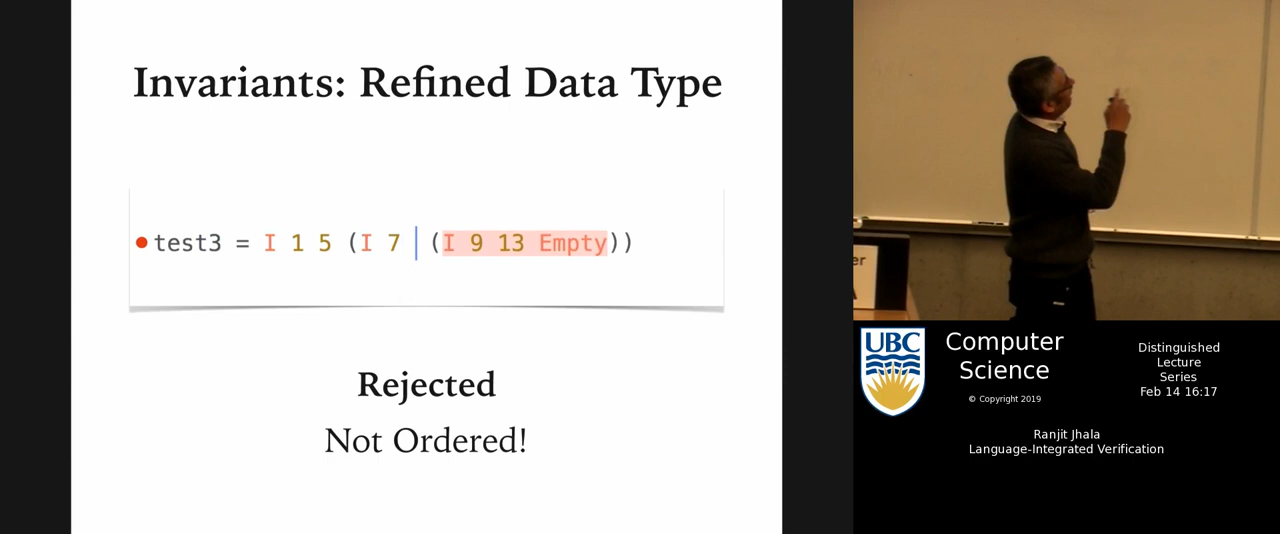 Invariants: Refined Data Type
test3 = I 1 5 (I 7 (I 9 13 Empty))
Rejected
Not Ordered!
er
UBC
Computer
Science
© Copyright 2019
Distinguished
Lecture
Series
Feb 14 16:17
Ranjit Jhala
Language-Integrated Verification